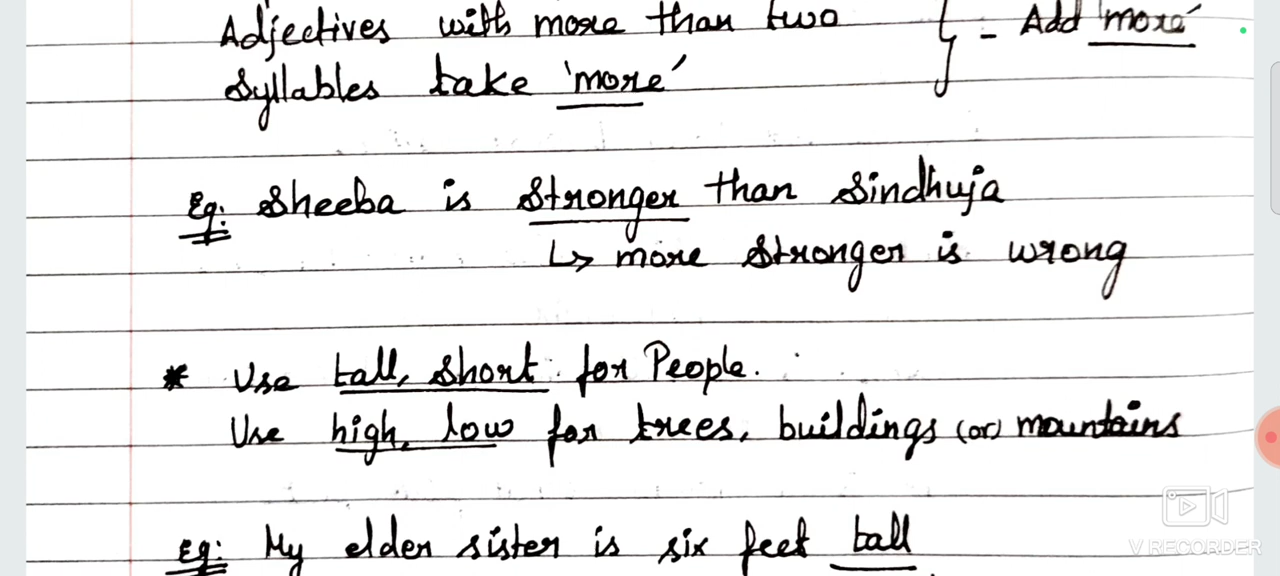 Adjectives with more than two } - Add 'more'
Syllables take 'more'
Eg: Sheeba is Stronger than Sindhuja
↳ more stronger is wrong
* Use tall, short for People.
Use high, low for trees, buildings (or) mountains
Eg: My elder sister is six feet tall
V RECORDER